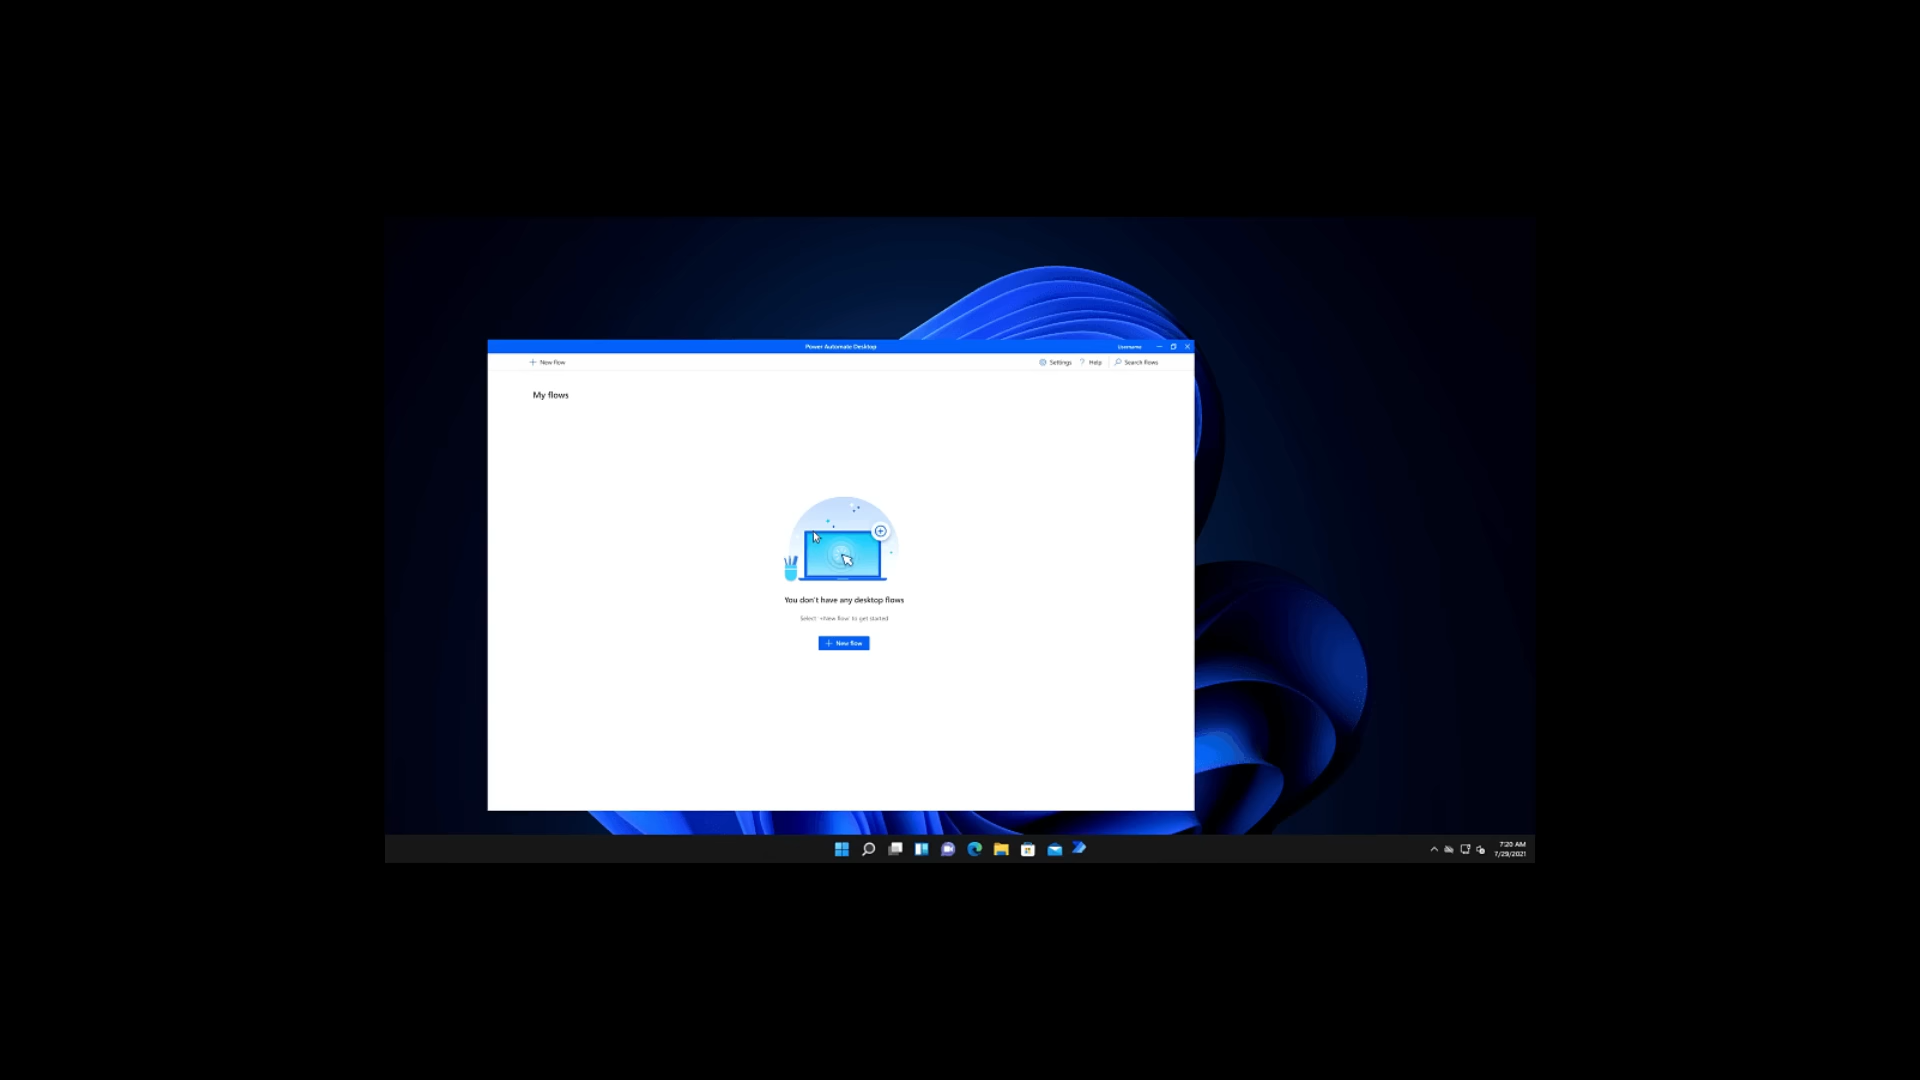 Power Automate Desktop
Username
New flow
Settings
? Help
Search flows
My flows
You don't have any desktop flows
Select '+New flow' to get started
+ New flow
7:20 AM
7/29/2021